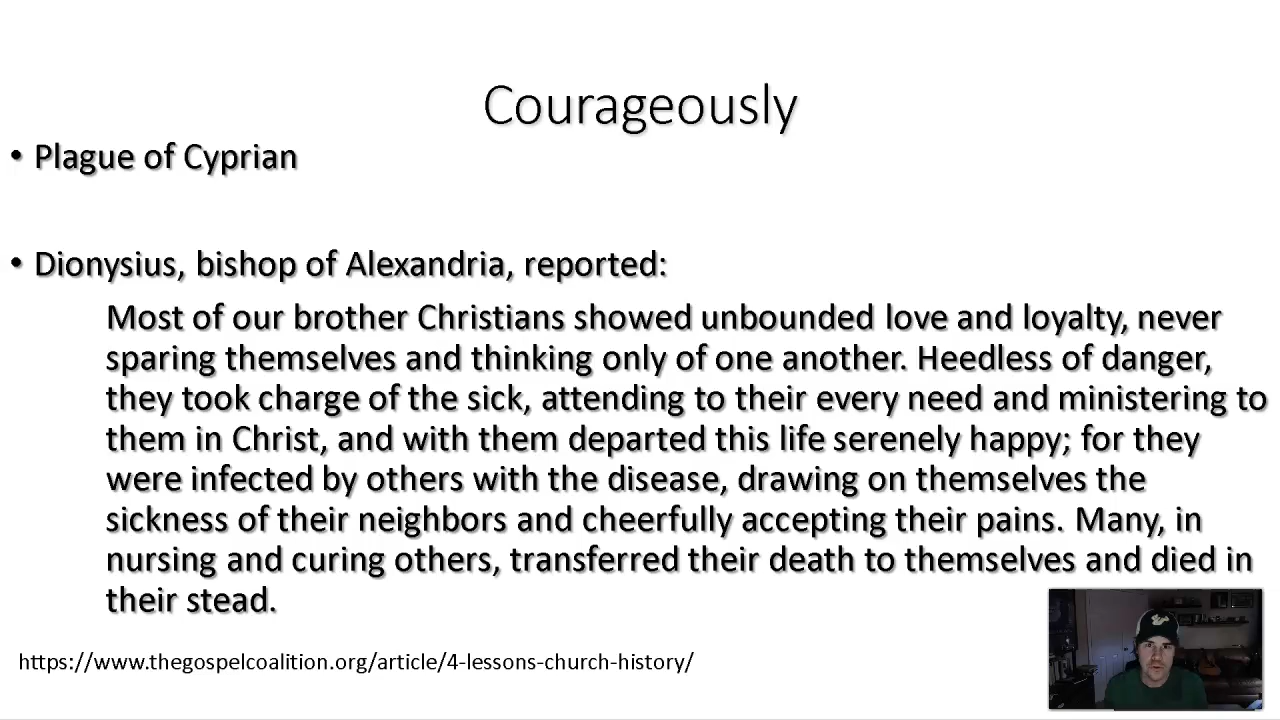 Courageously
• Plague of Cyprian
• Dionysius, bishop of Alexandria, reported:
Most of our brother Christians showed unbounded love and loyalty, never
sparing themselves and thinking only of one another. Heedless of danger,
they took charge of the sick, attending to their every need and ministering to
them in Christ, and with them departed this life serenely happy; for they
were infected by others with the disease, drawing on themselves the
sickness of their neighbors and cheerfully accepting their pains. Many, in
nursing and curing others, transferred their death to themselves and died in
their stead.
https://www.thegospelcoalition.org/article/4-lessons-church-history/